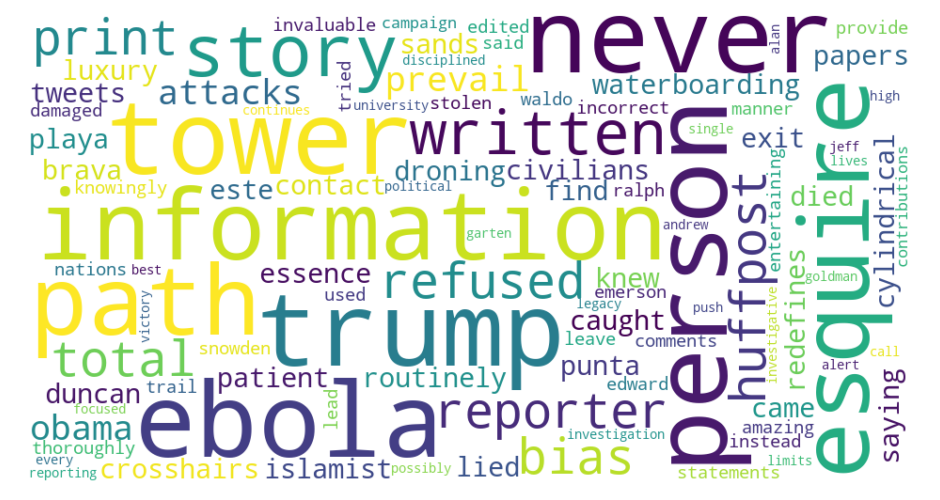 invaluable campaign edited
never
alan
provide
print
story
sands said
disciplined
papers
luxury
prevail
waterboarding
tweets attacks
tried
university stolen waldo incorrect manner
high
damaged
continues
tower
written
person
single
exit
esquire
playa
droning civilians
jeff
lives
brava
este contact
political
find ralph
died
cylindrical
contributions
knowingly
information
andrew
huffpost
entertaining
garten
nations best
essence
refused
knew
redefines
goldman
path
used
trump
legacy
emerson
push
victory
caught
investigative
total
snowden
leave
comments
alert
call
duncan
trail
patient
routinely
punta
edward
saying
focused
ebola
lead
reporter
came
obama
amazing
thoroughly
investigation
instead
every
bias
limits
reporting
crosshairs islamist possibly lied
statements